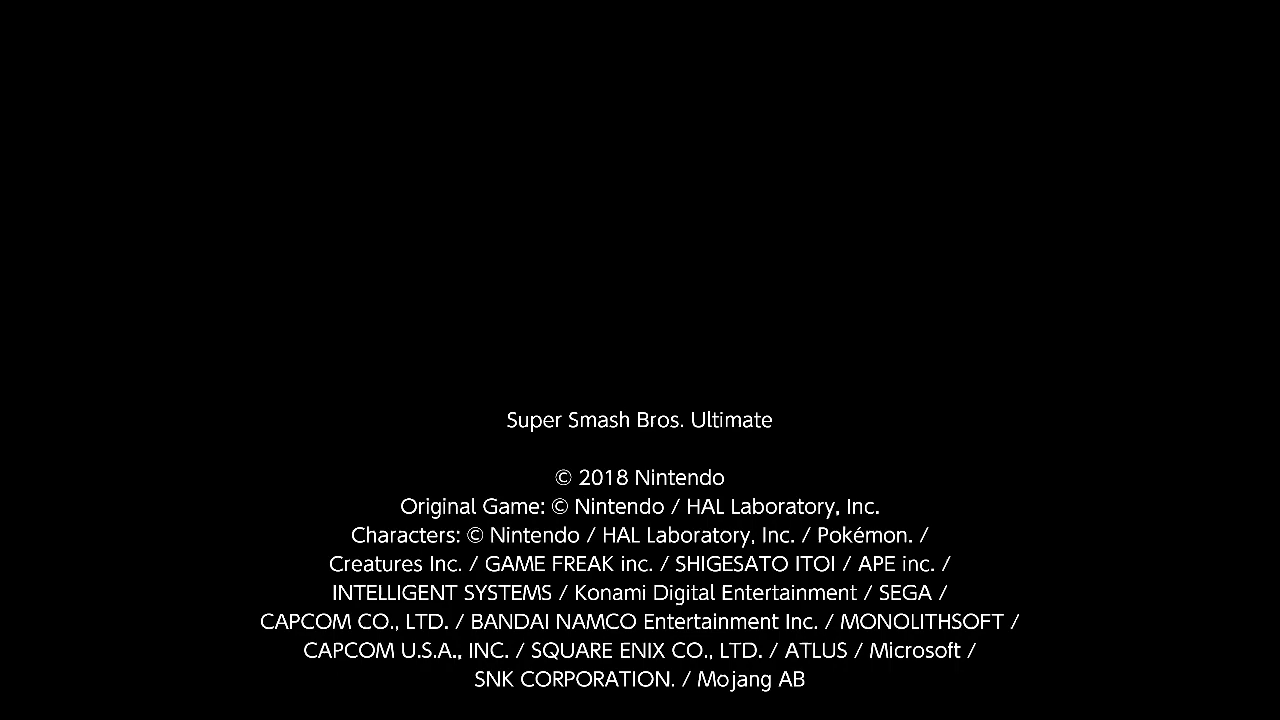 Super Smash Bros. Ultimate
© 2018 Nintendo
Original Game: © Nintendo / HAL Laboratory, Inc.
Characters: © Nintendo / HAL Laboratory, Inc. / Pokémon. /
Creatures Inc. / GAME FREAK inc. / SHIGESATO ITOI / APE inc. /
INTELLIGENT SYSTEMS / Konami Digital Entertainment / SEGA /
CAPCOM CO., LTD. / BANDAI NAMCO Entertainment Inc. / MONOLITHSOFT /
CAPCOM U.S.A., INC. / SQUARE ENIX CO., LTD. / ATLUS / Microsoft /
SNK CORPORATION. / Mojang AB